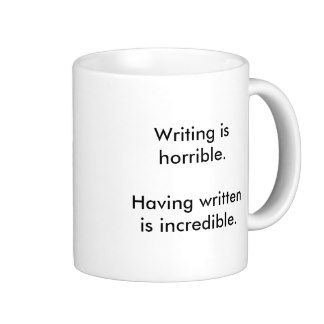 Writing is
horrible.
Having written
is incredible.